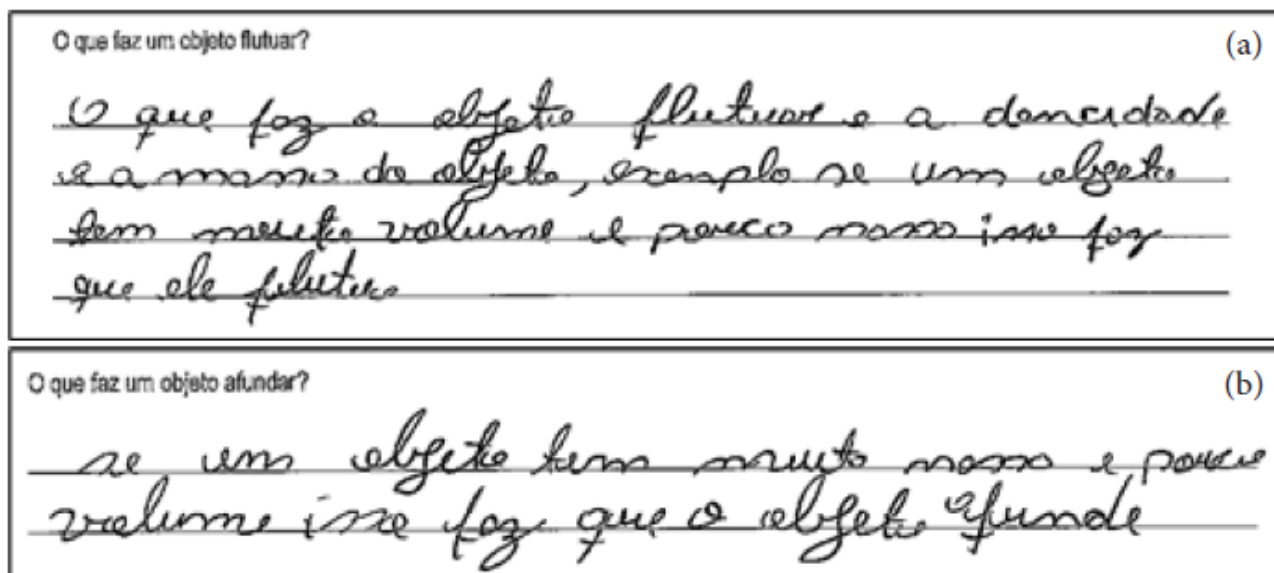 O que faz um objeto flutuar?
(a)
O que faz o objeto flutuar e a dencidade
e a massa do objeto, exemplo se um objeto
tem muito volume e pouco massa isso faz
que ele flutua
O que faz um objeto afundar?
(b)
se um objeto tem muito massa e pouco
volume isso faz que o objeto afunde